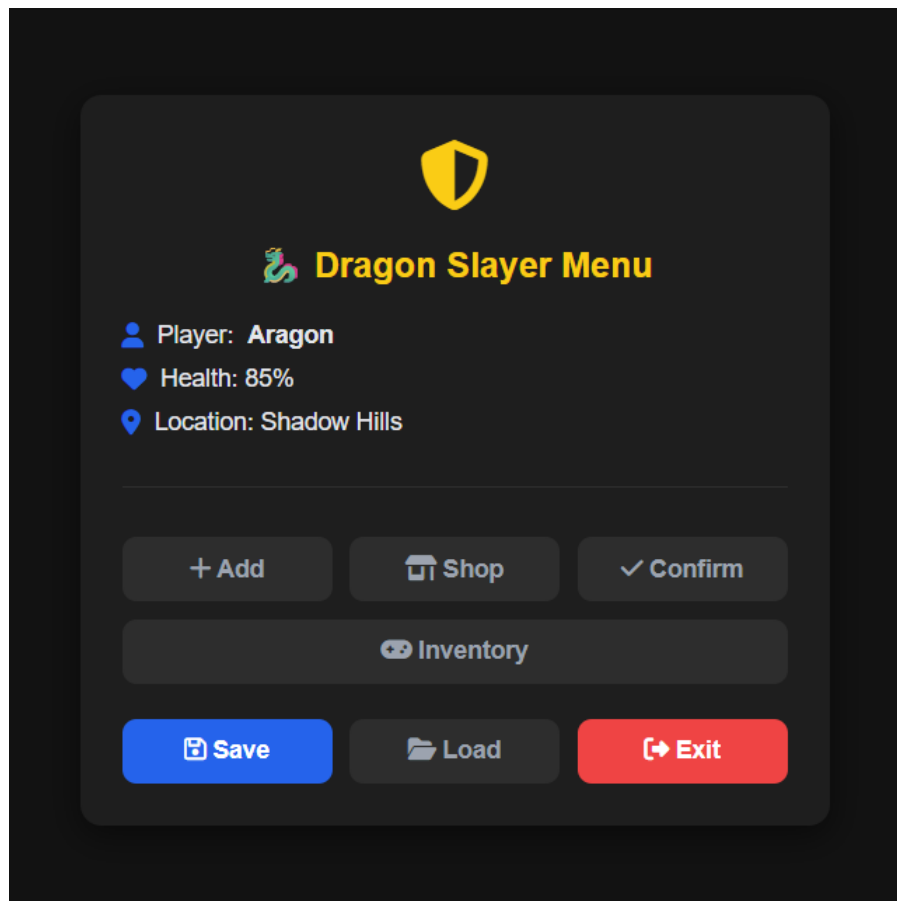 Dragon Slayer Menu
Player: Aragon
Health: 85%
Location: Shadow Hills
Add Shop Confirm
Inventory
Save Load Exit